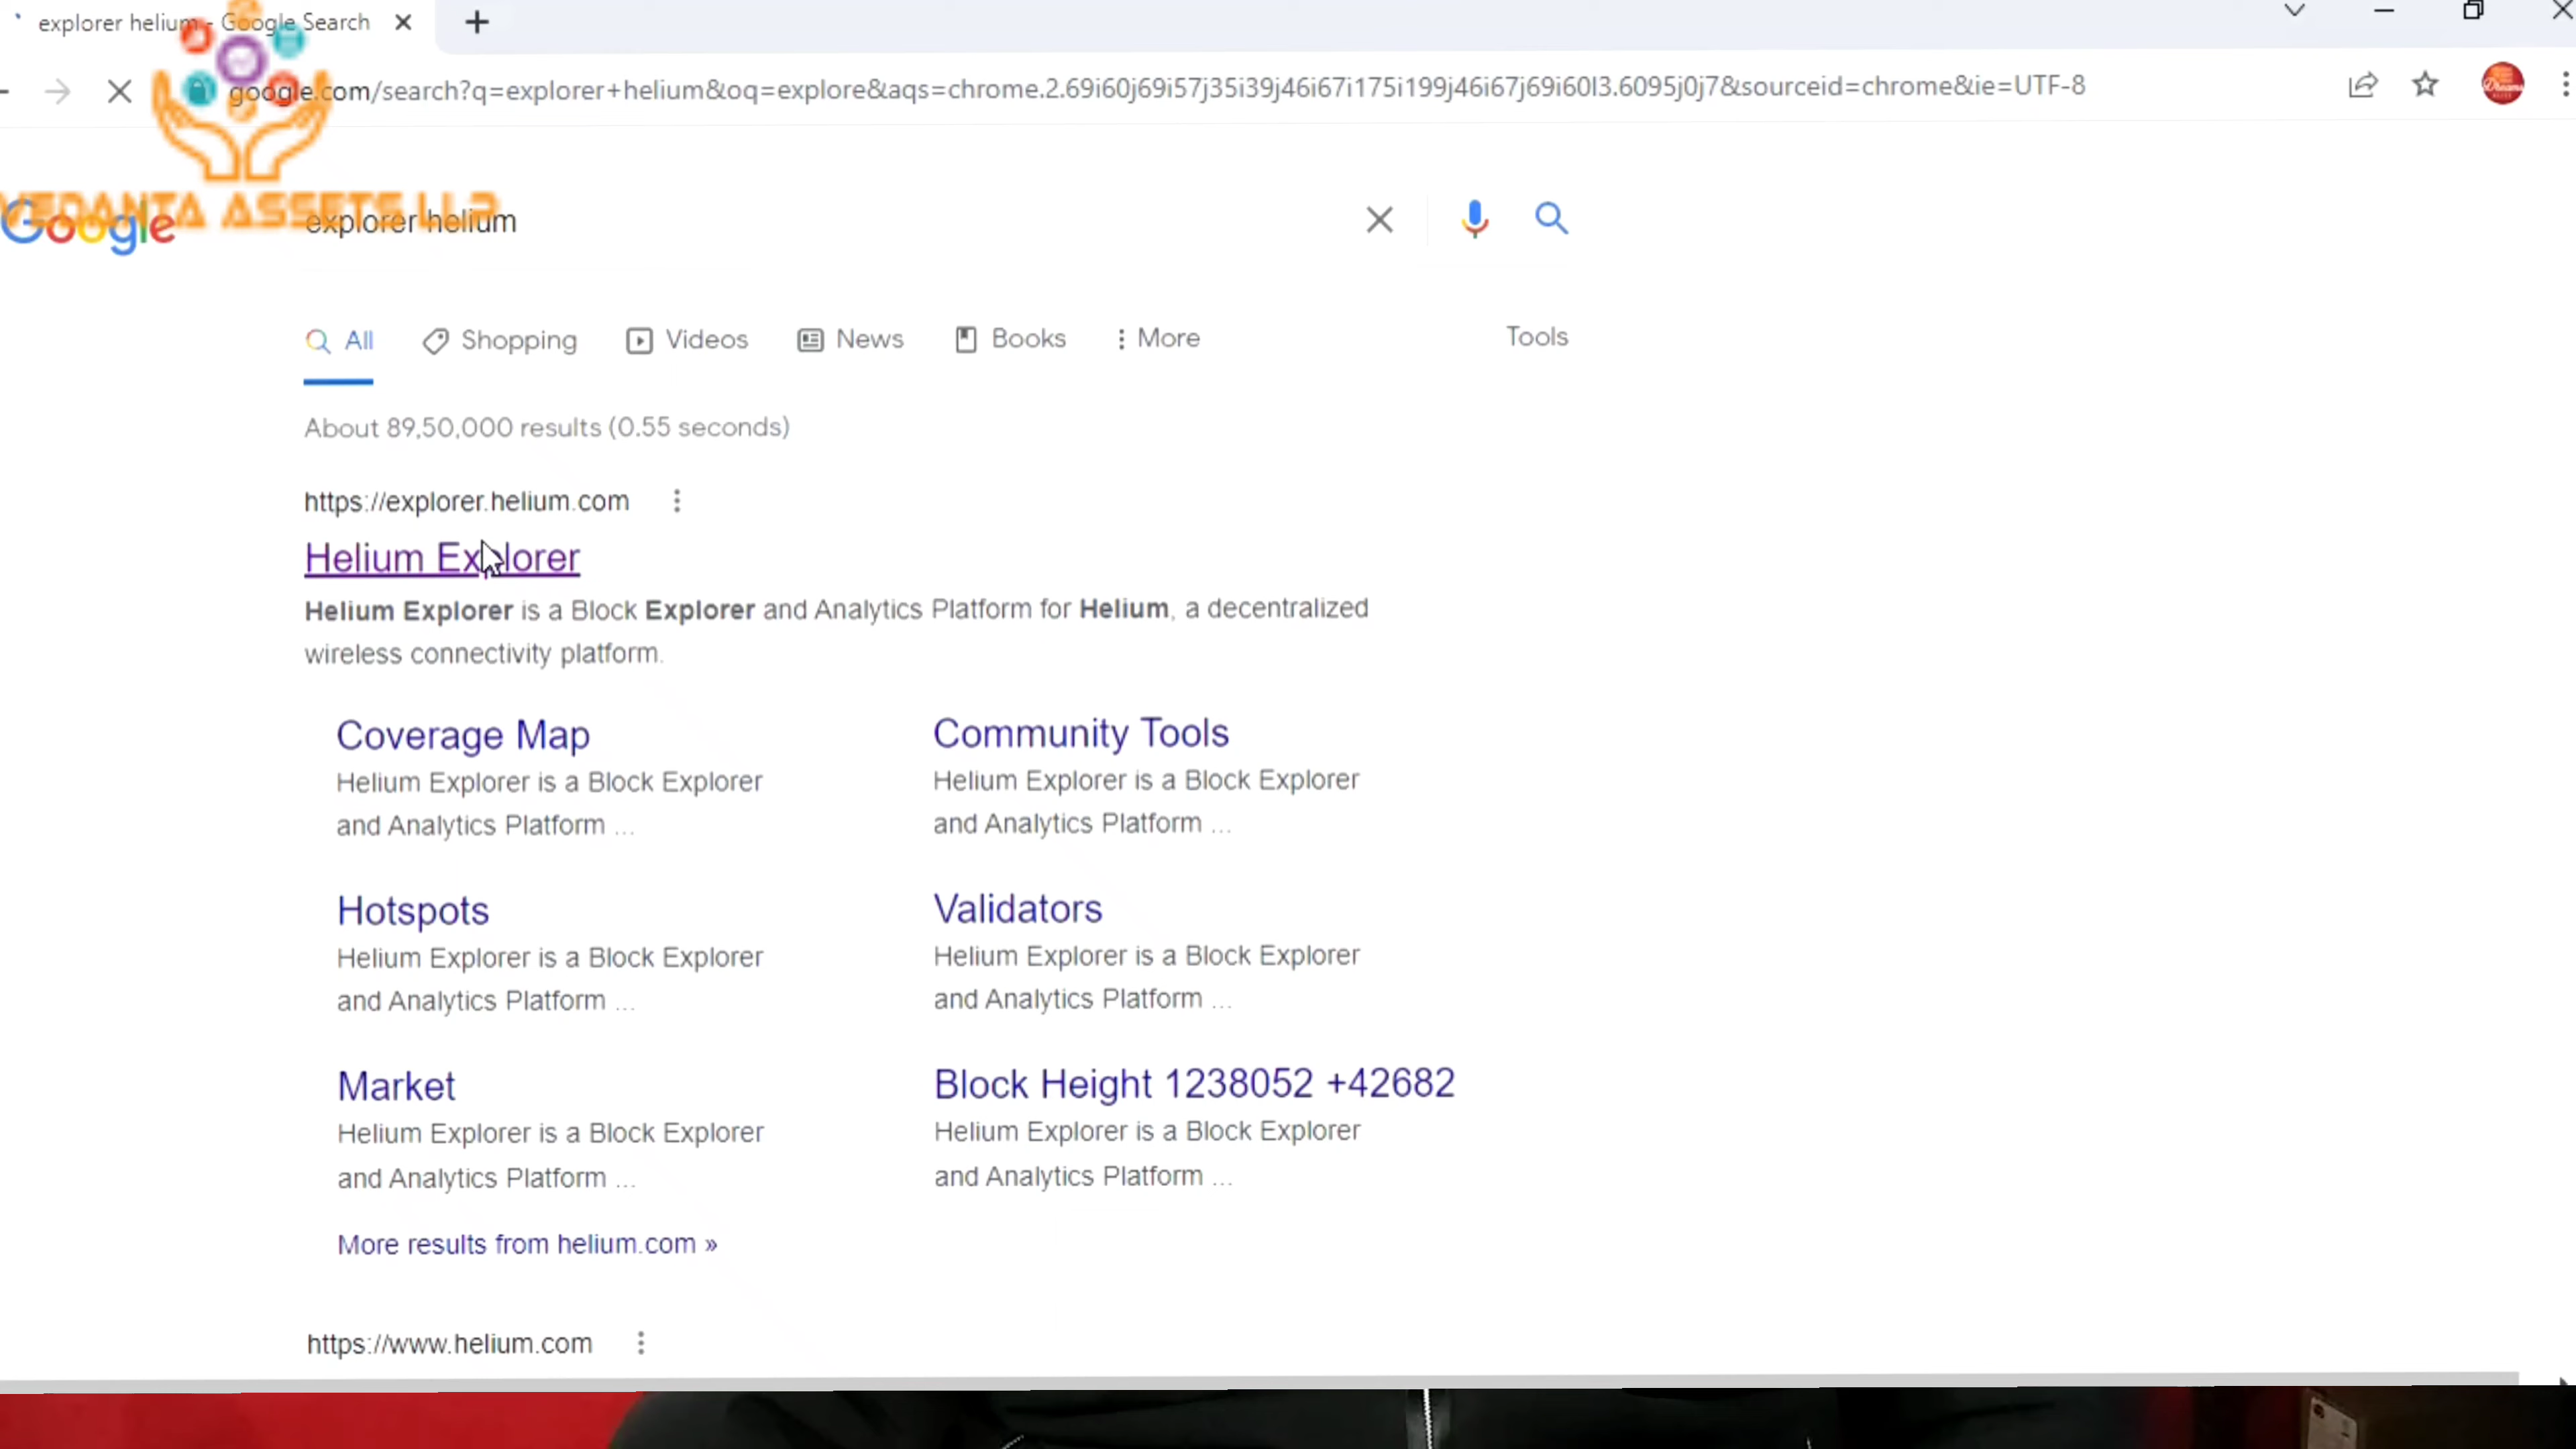 explorer helium - Google Search
google.com/search?q=explorer+helium&oq=explore&aqs=chrome.2.69i60j69i57j35i39j46i67i175i199j46i67j69i60l3.6095j0j7&sourceid=chrome&ie=UTF-8
Dreams
VEDANTA ASSETS LLP
Google
explorer helium
All
Shopping
Videos
News
Books
More
Tools
About 89,50,000 results (0.55 seconds)
https://explorer.helium.com
Helium Explorer
Helium Explorer is a Block Explorer and Analytics Platform for Helium, a decentralized
wireless connectivity platform.
Coverage Map
Helium Explorer is a Block Explorer
and Analytics Platform ...
Community Tools
Helium Explorer is a Block Explorer
and Analytics Platform ...
Hotspots
Helium Explorer is a Block Explorer
and Analytics Platform ...
Validators
Helium Explorer is a Block Explorer
and Analytics Platform ...
Market
Helium Explorer is a Block Explorer
and Analytics Platform ...
Block Height 1238052 +42682
Helium Explorer is a Block Explorer
and Analytics Platform ...
More results from helium.com »
https://www.helium.com